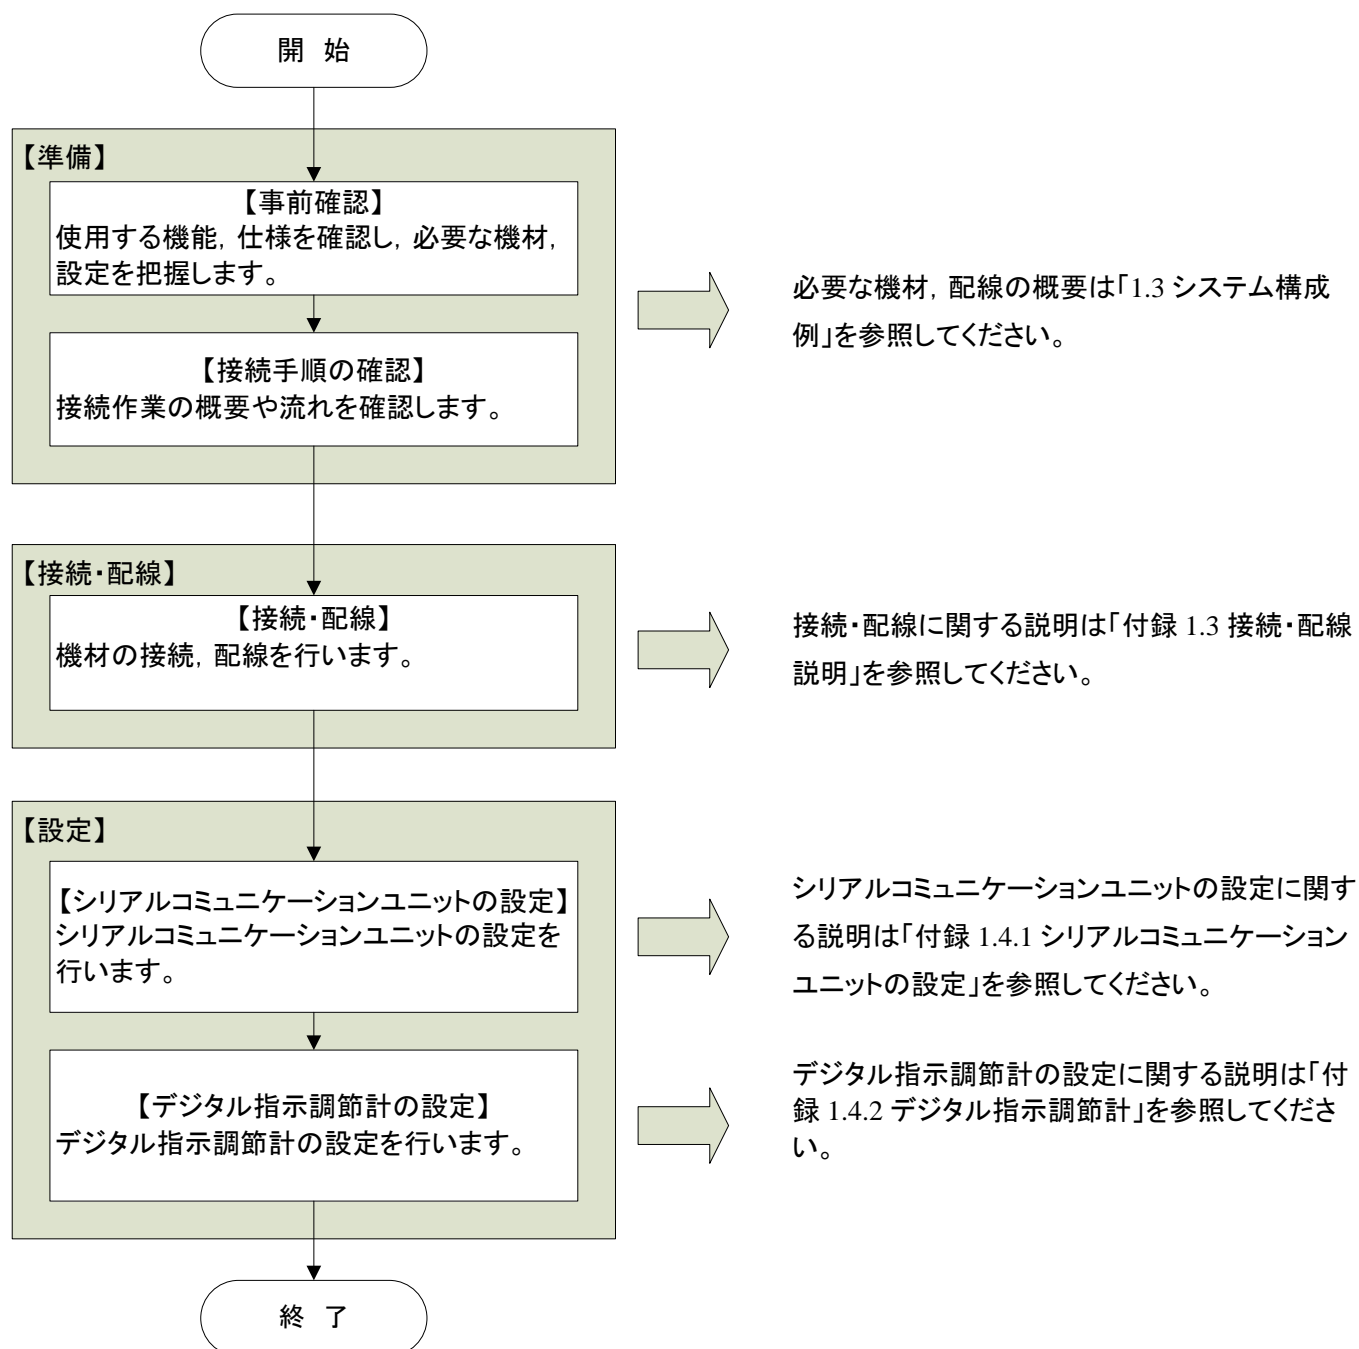 開 始
【準備】
【事前確認】
使用する機能，仕様を確認し，必要な機材，
設定を把握します。
必要な機材，配線の概要は「1.3 システム構成
例」を参照してください。
【接続手順の確認】
接続作業の概要や流れを確認します。
【接続・配線】
【接続・配線】
機材の接続，配線を行います。
接続・配線に関する説明は「付録 1.3 接続・配線
説明」を参照してください。
【設定】
【シリアルコミュニケーションユニットの設定】
シリアルコミュニケーションユニットの設定を
行います。
シリアルコミュニケーションユニットの設定に関す
る説明は「付録 1.4.1 シリアルコミュニケーション
ユニットの設定」を参照してください。
【デジタル指示調節計の設定】
デジタル指示調節計の設定を行います。
デジタル指示調節計の設定に関する説明は「付
録 1.4.2 デジタル指示調節計」を参照してくださ
い。
終 了